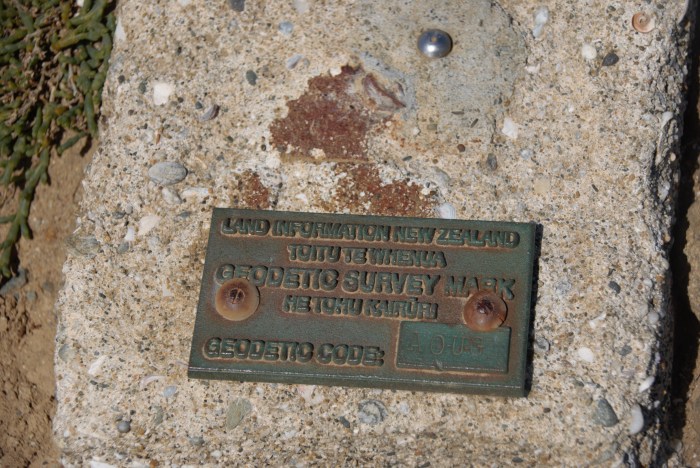 LAND INFORMATION NEW ZEALAND
TOITU TE WHENUA
GEODETIC SURVEY MARK
HE TOHU KAIRŪRI
GEODETIC CODE: